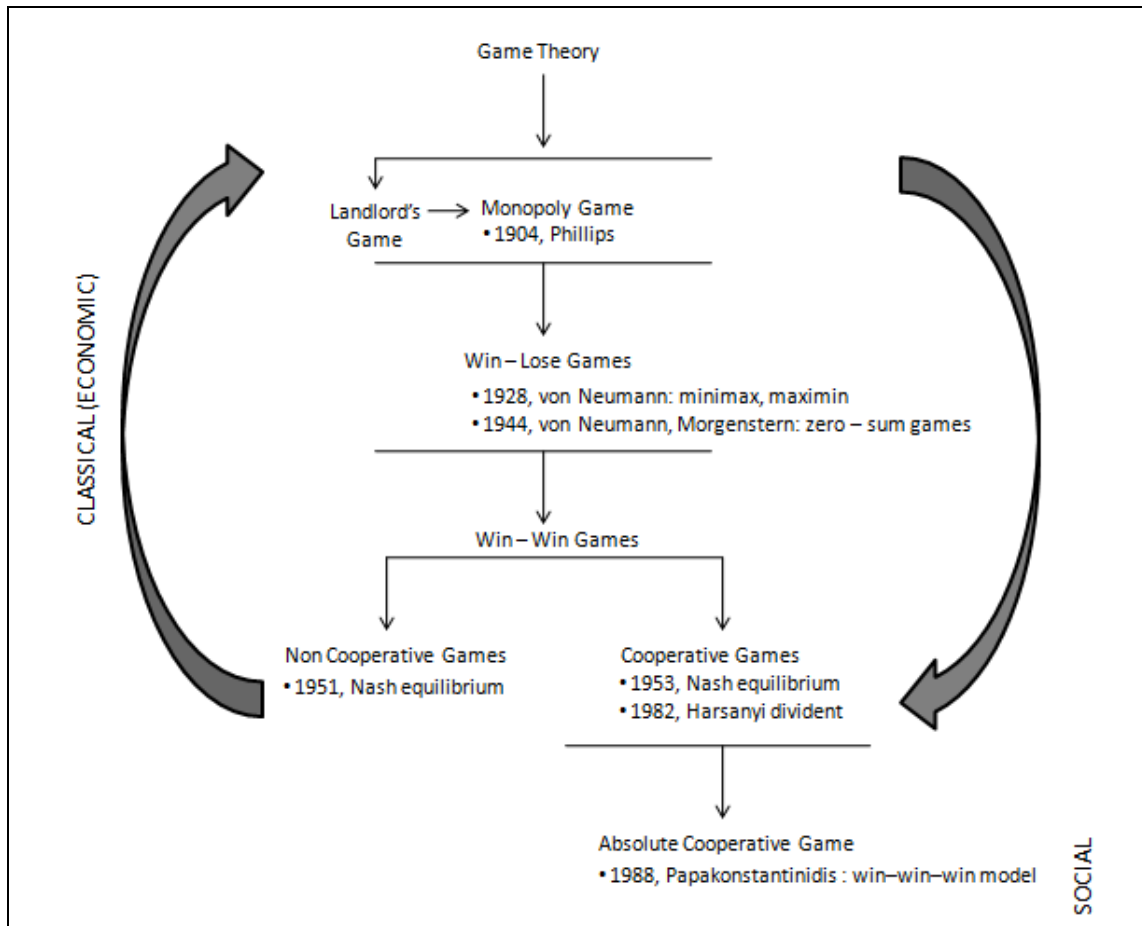 Game Theory
Landlord's
Game
Monopoly Game
• 1904, Phillips
Win – Lose Games
• 1928, von Neumann: minimax, maximin
• 1944, von Neumann, Morgenstern: zero – sum games
CLASSICAL (ECONOMIC)
Win – Win Games
Non Cooperative Games
• 1951, Nash equilibrium
Cooperative Games
• 1953, Nash equilibrium
• 1982, Harsanyi divident
Absolute Cooperative Game
• 1988, Papakonstantinidis : win–win–win model
SOCIAL